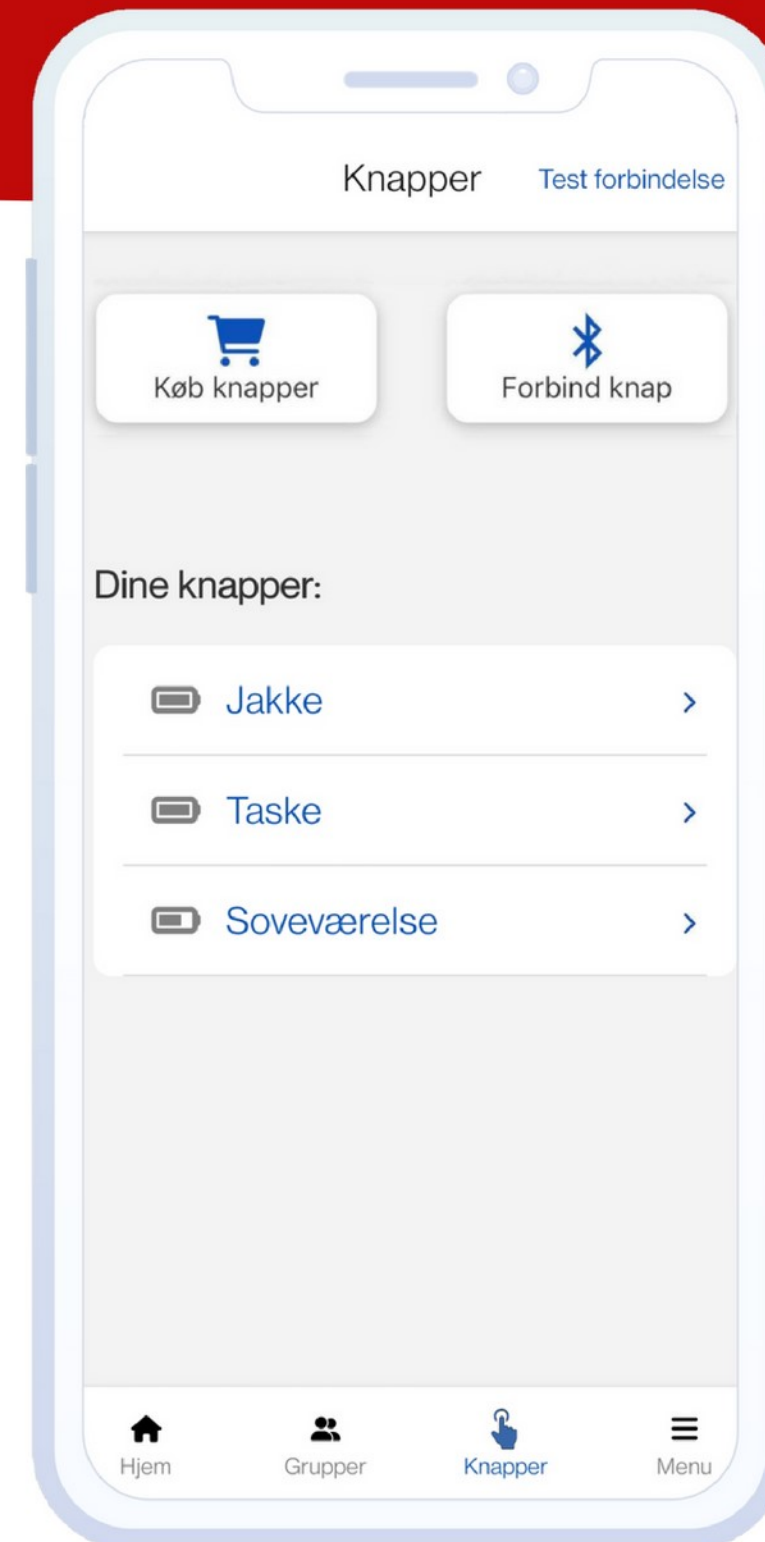 Knapper
Test forbindelse
Køb knapper
Forbind knap
Dine knapper:
Jakke
Taske
Soveværelse
Hjem
Grupper
Knapper
Menu